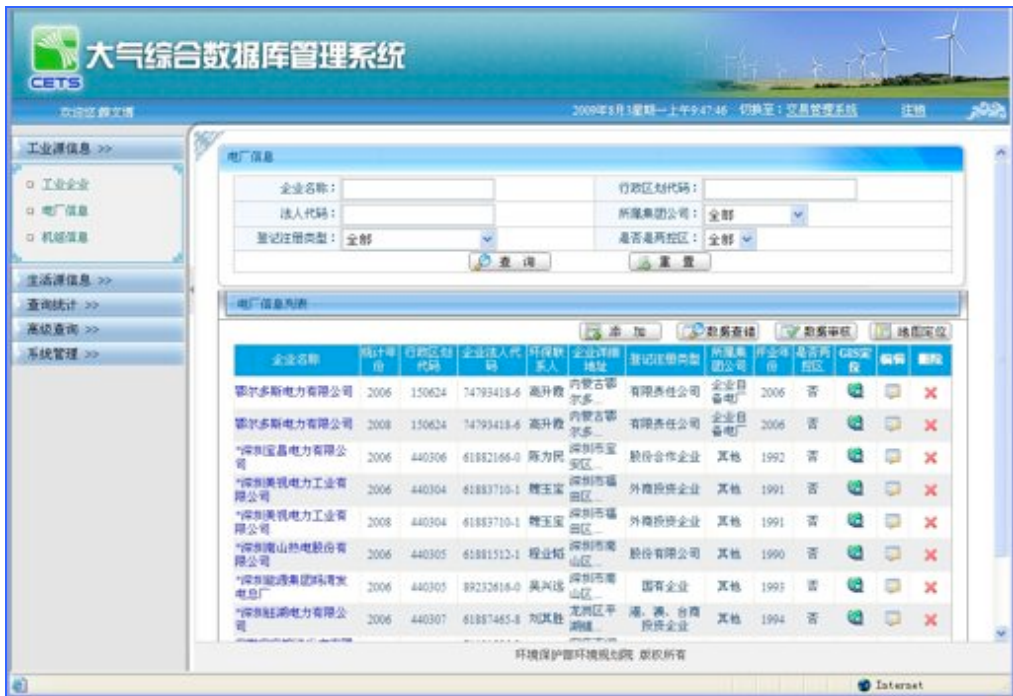 大气综合数据库管理系统
CETS
2009年8月3星期一上午9:47:46 切换至：交易管理系统 注销
工业源信息 >>
工业企业
电厂信息
机组信息
生活源信息 >>
查询统计 >>
高级查询 >>
系统管理 >>
电厂信息
企业名称： 行政区划代码：
法人代码： 所属集团公司： 全部
登记注册类型： 全部 是否是两控区： 全部
查 询 重 置
电厂信息列表
添 加 数据查错 数据审核 地图定位
企业名称 统计年份 行政区划代码 企业法人代码 环保联系人 企业详细地址 登记注册类型 所属集团公司 开业年份 是否两控区 GIS定位 编辑 删除
鄂尔多斯电力有限公司 2006 150624 74793418-6 高升霞 内蒙古鄂尔多... 有限责任公司 企业自备电厂 2006 否
鄂尔多斯电力有限公司 2008 150624 74793418-6 高升霞 内蒙古鄂尔多... 有限责任公司 企业自备电厂 2006 否
*深圳宝昌电力有限公司 2006 440306 61882166-0 陈为民 深圳市宝安区... 股份合作企业 其他 1992 否
*深圳美视电力工业有限公司 2006 440304 61883710-1 魏玉宝 深圳市福田区... 外商投资企业 其他 1991 否
*深圳美视电力工业有限公司 2008 440304 61883710-1 魏玉宝 深圳市福田区... 外商投资企业 其他 1991 否
*深圳南山热电股份有限公司 2006 440305 61881512-1 程业韬 深圳市南山区... 股份有限公司 其他 1990 否
*深圳能源集团妈湾发电总厂 2006 440305 89232616-0 吴兴远 深圳市南山区... 国有企业 其他 1993 否
*深圳钰湖电力有限公司 2006 440307 61887465-8 刘其胜 龙岗区平湖镇... 港、澳、台商投资企业 其他 1994 否
环境保护部环境规划院 版权所有
Internet